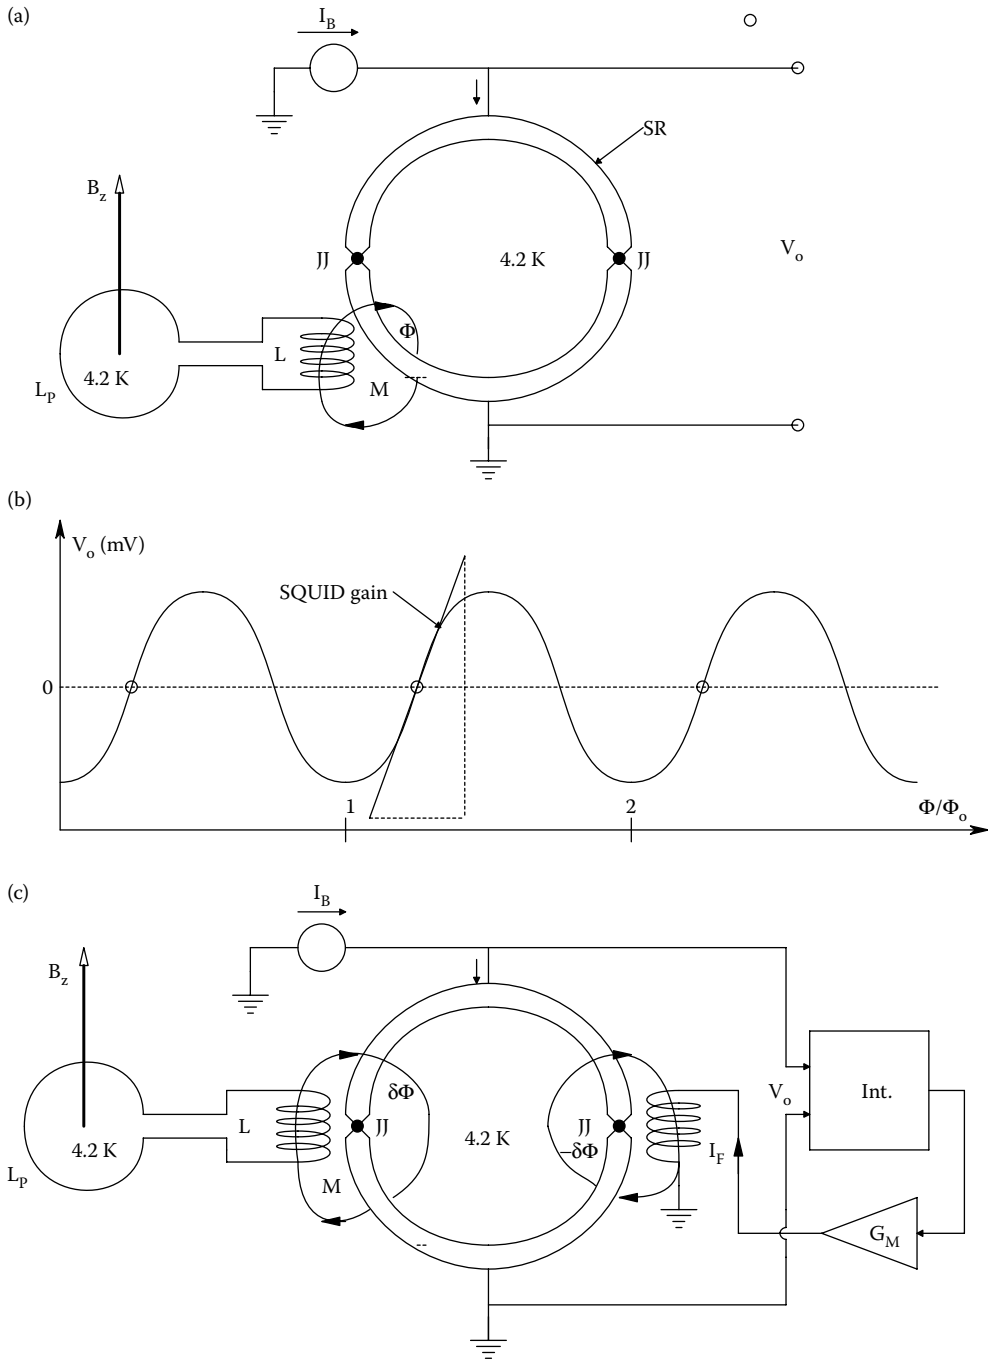 (a)
I_B
SR
B_z
JJ
4.2 K
JJ
V_o
Φ
L
4.2 K
M
L_P
(b)
V_o (mV)
SQUID gain
0
1
2
Φ/Φ_o
(c)
I_B
B_z
δΦ
V_o
Int.
L
JJ
4.2 K
JJ
4.2 K
–δΦ
I_F
L_P
M
G_M